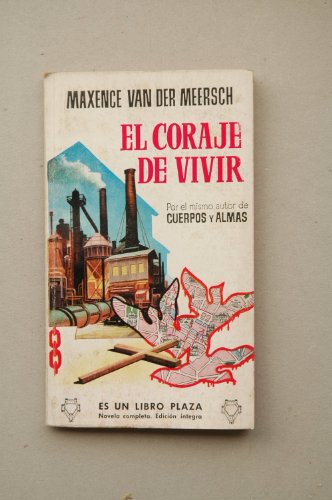 MAXENCE VAN DER MEERSCH
EL CORAJE
DE VIVIR
Por el mismo autor de
CUERPOS Y ALMAS
ES UN LIBRO PLAZA
Novela completa. Edición íntegra